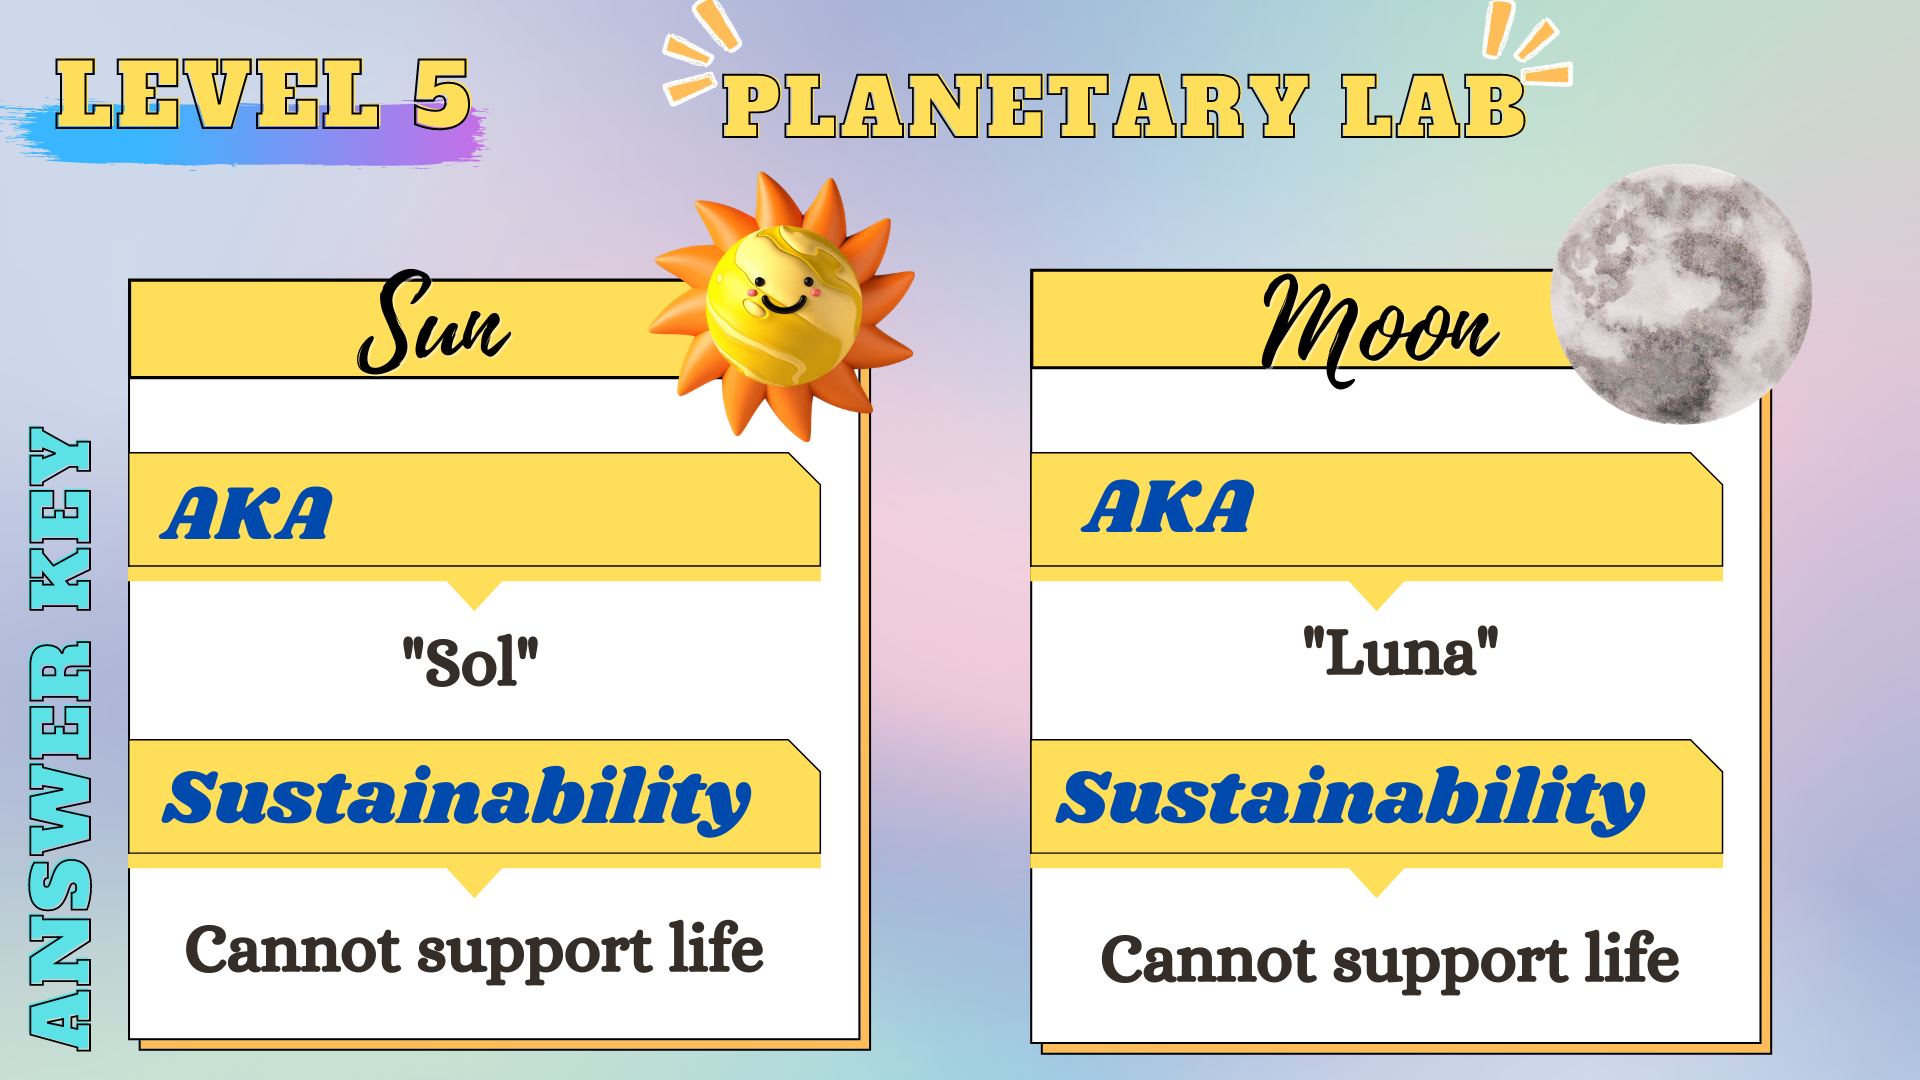 LEVEL 5
PLANETARY LAB
ANSWER KEY
Sun
AKA
"Sol"
Sustainability
Cannot support life
Moon
AKA
"Luna"
Sustainability
Cannot support life